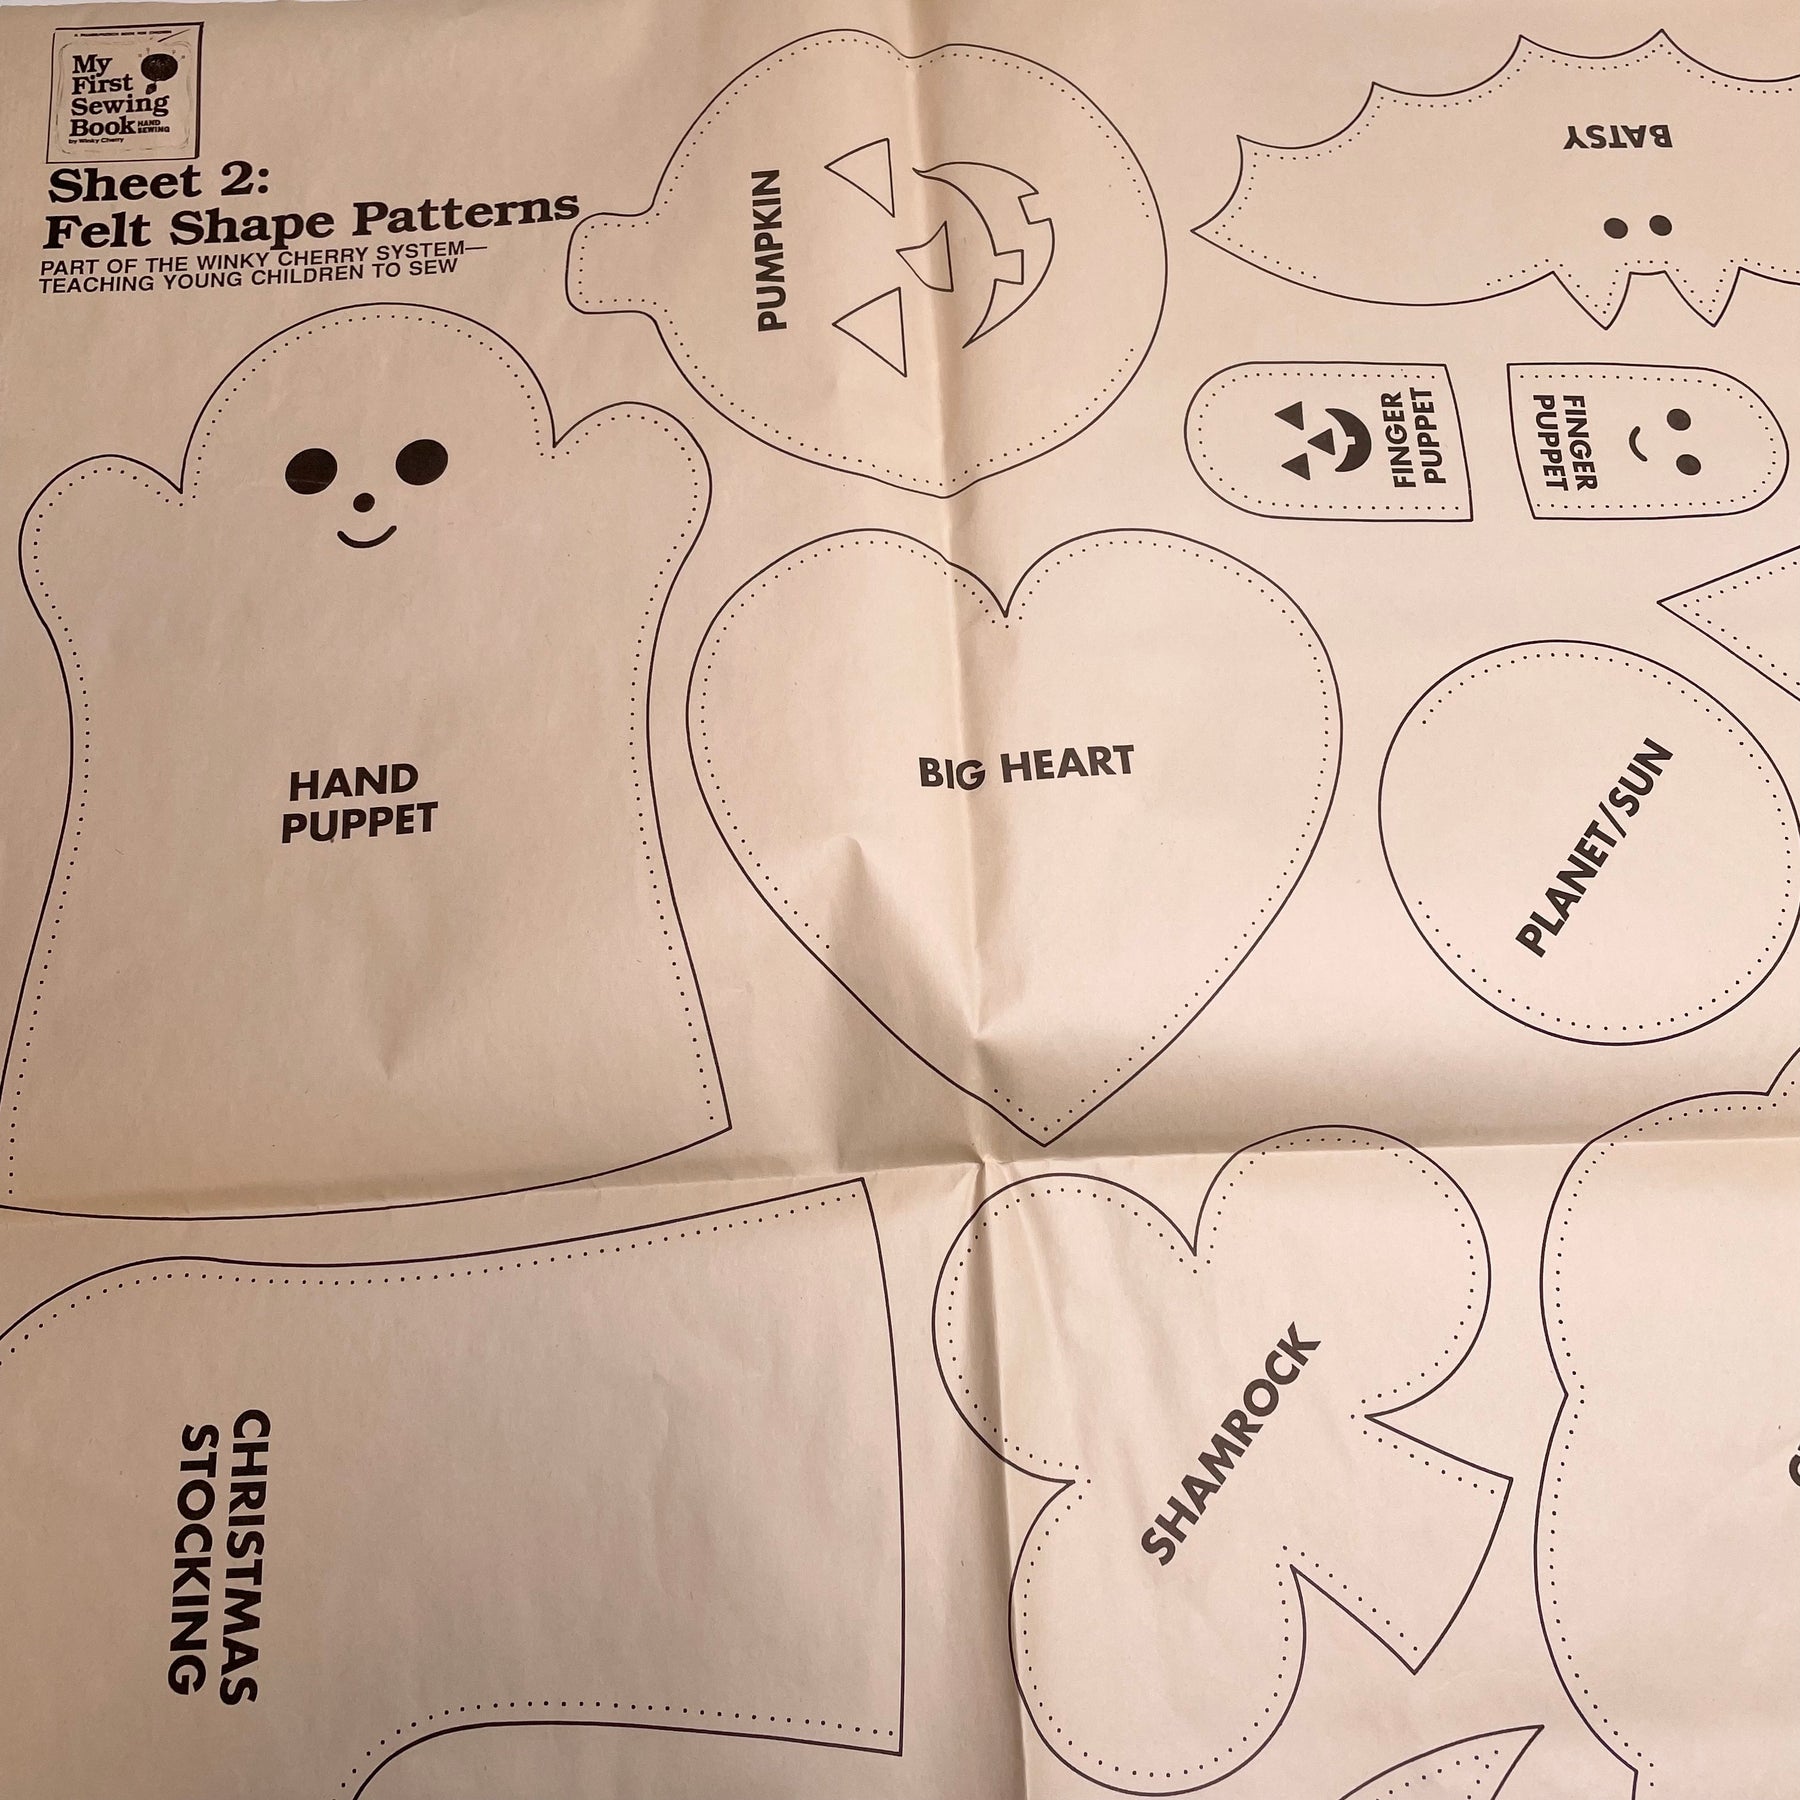 My
First
Sewing
Book HAND
SEWING
by Winky Cherry
Sheet 2:
Felt Shape Patterns
PART OF THE WINKY CHERRY SYSTEM—
TEACHING YOUNG CHILDREN TO SEW
PUMPKIN
BATSY
FINGER
PUPPET
FINGER
PUPPET
HAND
PUPPET
BIG HEART
PLANET/SUN
CHRISTMAS
STOCKING
SHAMROCK